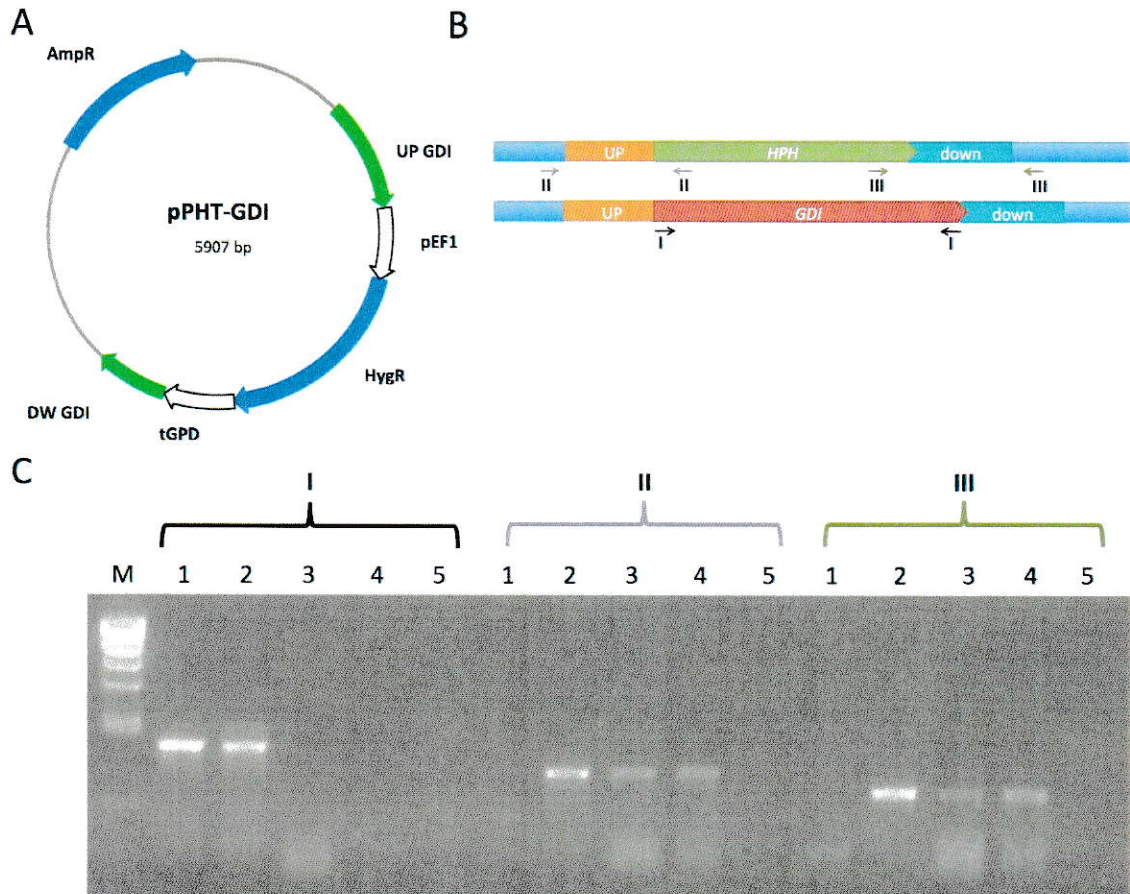 A
AmpR
UP GDI
pPHT-GDI
5907 bp
pEF1
HygR
DW GDI
tGPD
B
UP HPH down
II II III III
UP GDI down
I I
C
I II III
M 1 2 3 4 5 1 2 3 4 5 1 2 3 4 5